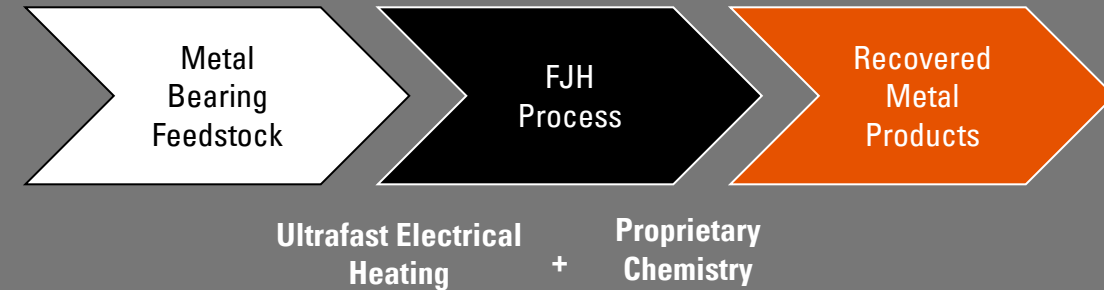 Metal
Bearing
Feedstock
FJH
Process
Recovered
Metal
Products
Ultrafast Electrical
Heating
+
Proprietary
Chemistry